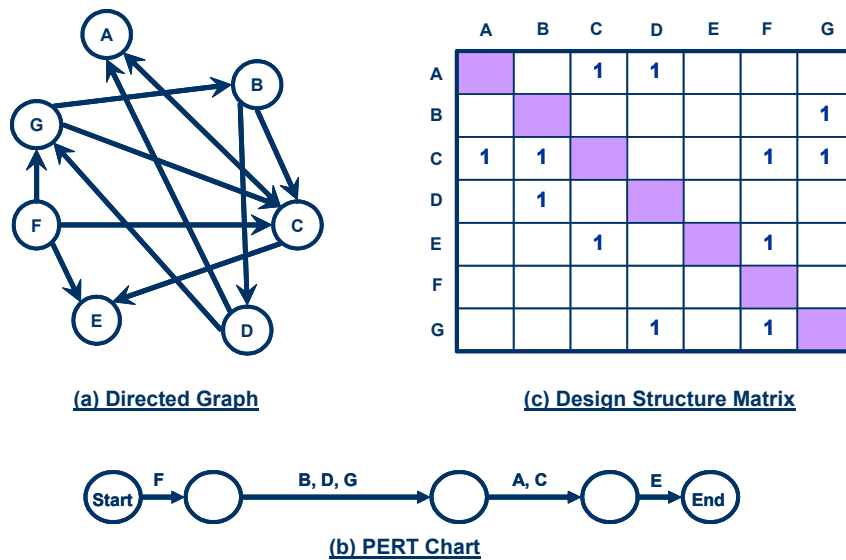 A
B
G
F
C
E
D
(a) Directed Graph
A B C D E F G
A 1 1
B 1
C 1 1 1 1
D 1
E 1 1
F
G 1 1
(c) Design Structure Matrix
Start F B, D, G A, C E End
(b) PERT Chart